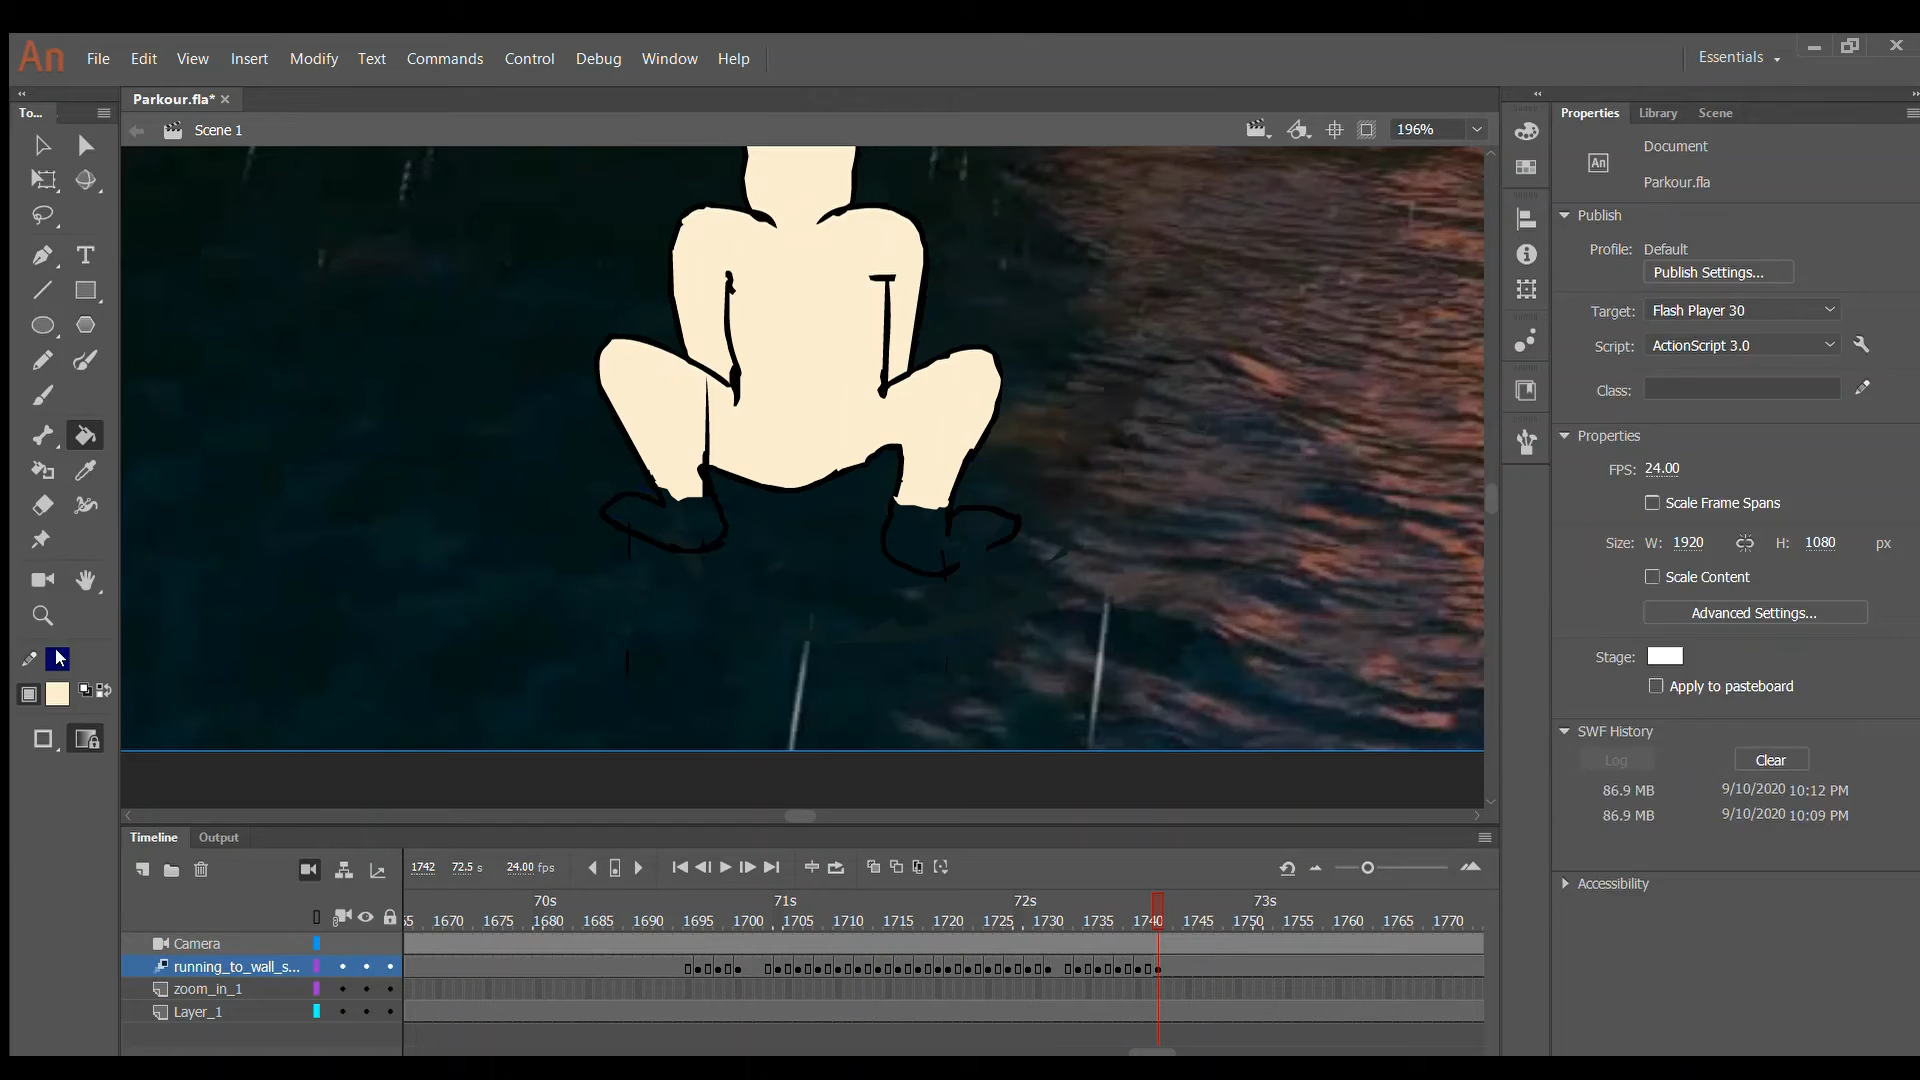 An File Edit View Insert Modify Text Commands Control Debug Window Help Essentials
To... Parkour.fla* Properties Library Scene
Scene 1 196%
An Document
Parkour.fla
Publish
Profile: Default
Publish Settings...
Target: Flash Player 30
Script: ActionScript 3.0
Class:
Properties
FPS: 24.00
Scale Frame Spans
Size: W: 1920 H: 1080 px
Scale Content
Advanced Settings...
Stage:
Apply to pasteboard
SWF History
Log Clear
86.9 MB 9/10/2020 10:12 PM
86.9 MB 9/10/2020 10:09 PM
Accessibility
Timeline Output
1742 72.5 s 24.00 fps
70s 71s 72s 73s
1670 1675 1680 1685 1690 1695 1700 1705 1710 1715 1720 1725 1730 1735 1740 1745 1750 1755 1760 1765 1770
Camera
running_to_wall_s...
zoom_in_1
Layer_1